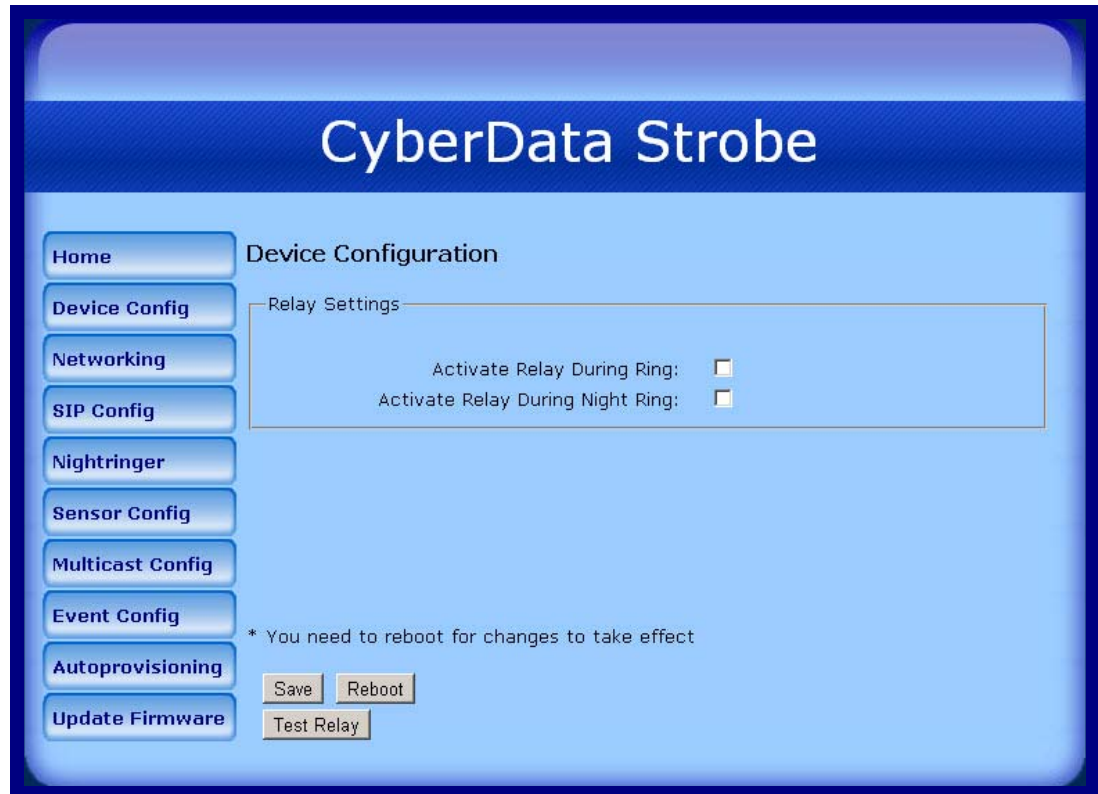 CyberData Strobe
Home
Device Config
Networking
SIP Config
Nightringer
Sensor Config
Multicast Config
Event Config
Autoprovisioning
Update Firmware
Device Configuration
Relay Settings
Activate Relay During Ring:
Activate Relay During Night Ring:
* You need to reboot for changes to take effect
Save Reboot
Test Relay